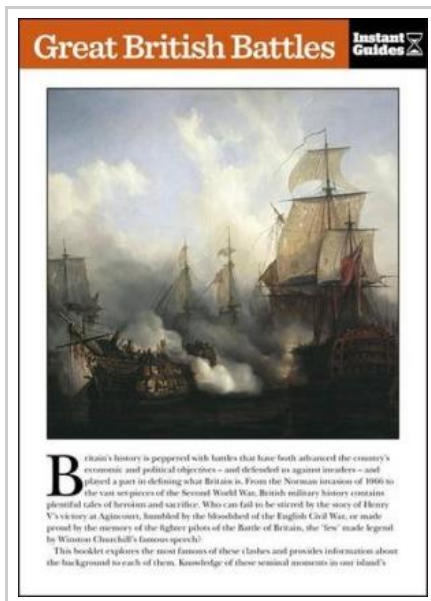 Great British Battles
Instant
Guides
Britain's history is peppered with battles that have both advanced the country's
economic and political objectives – and defended us against invaders – and
played a part in defining what Britain is. From the Norman invasion of 1066 to
the vast set-pieces of the Second World War, British military history contains
plentiful tales of heroism and sacrifice. Who can fail to be stirred by the story of Henry
V's victory at Agincourt, humbled by the bloodshed of the English Civil War, or made
proud by the memory of the fighter pilots of the Battle of Britain, the 'few' made legend
by Winston Churchill's famous speech?
This booklet explores the most famous of these clashes and provides information about
the background to each of them. Knowledge of these seminal moments in our island's